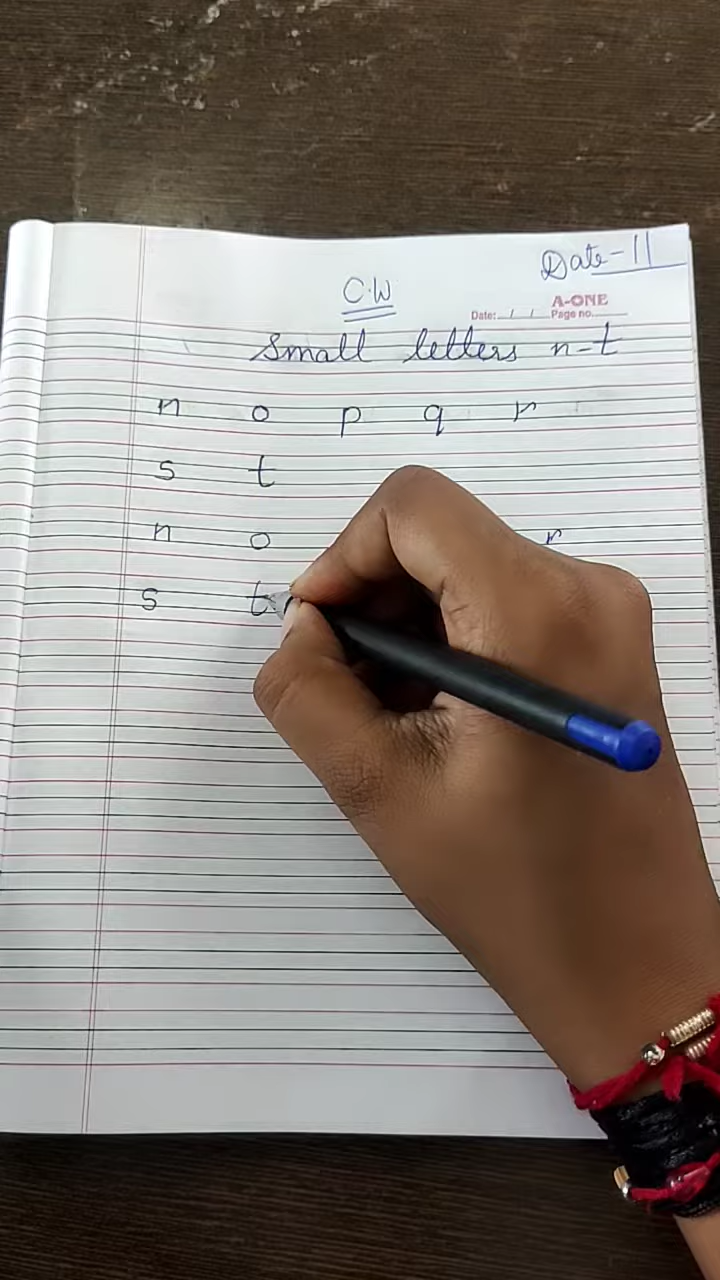 Date-11
C.W
A-ONE
Date: / / Page no.
Small letters n-t
n o p q r
s t
n o r
s t